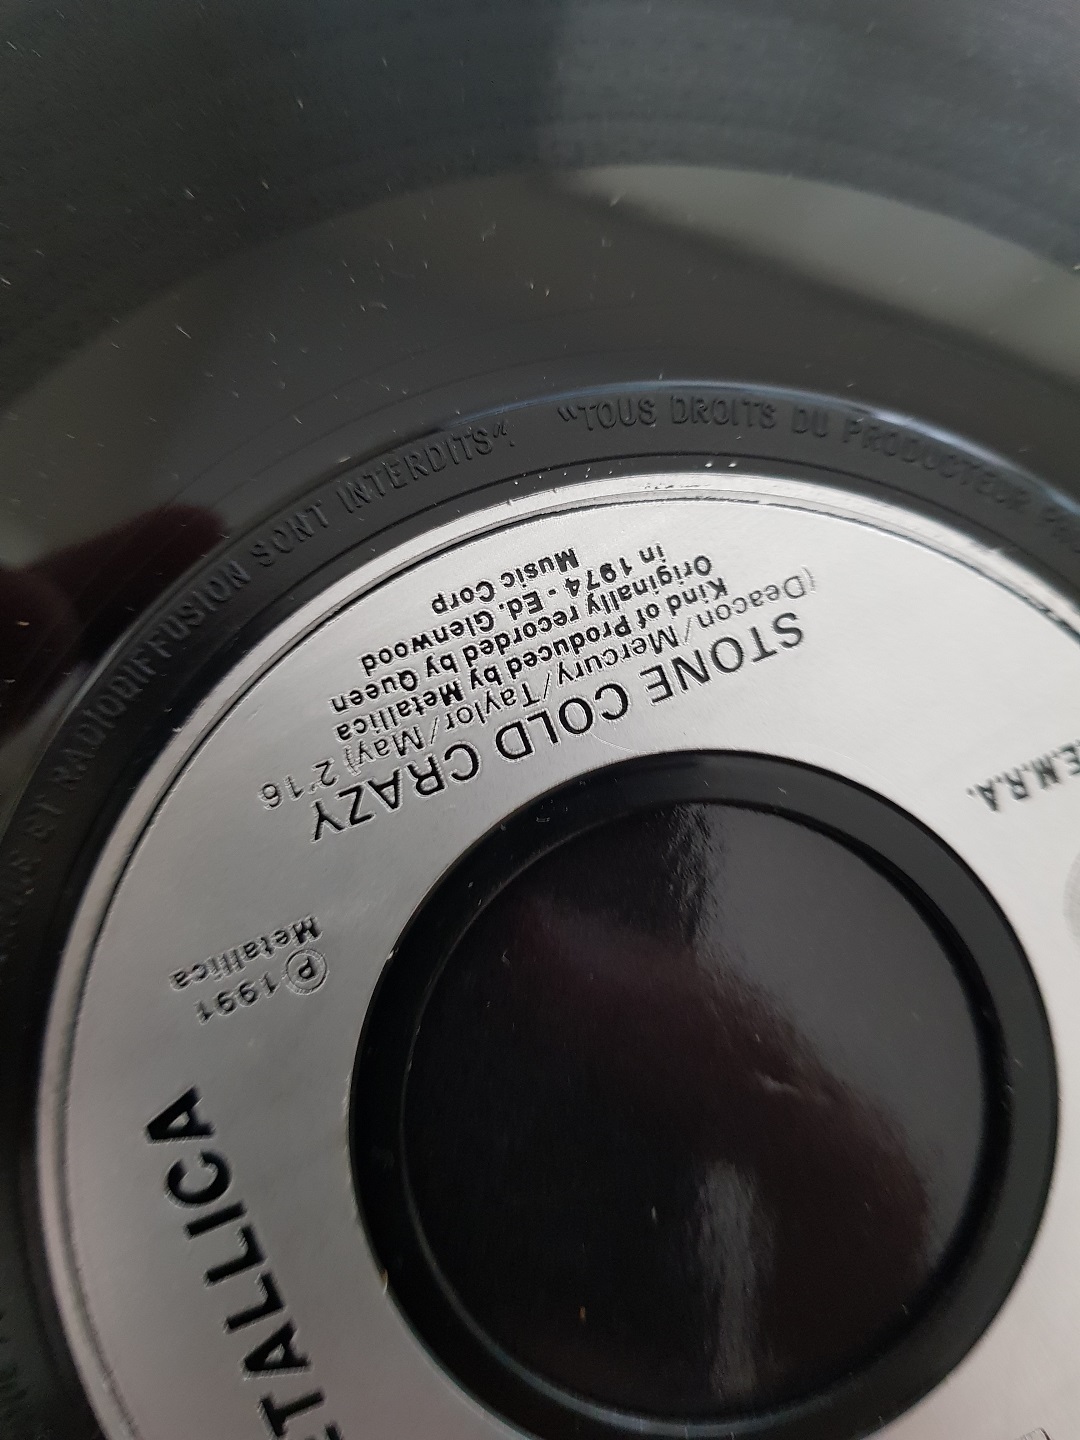 "TOUS DROITS DU PRODUCTEUR
RADIODIFFUSION SONT INTERDITS".
STONE COLD CRAZY
(Deacon/Mercury/Taylor/May) 2'16
Kind of Produced by Metallica
Originally recorded by Queen
in 1974 - Ed. Glenwood
Music Corp
℗ 1991
Metallica
ETALLICA
.E.M.R.A.